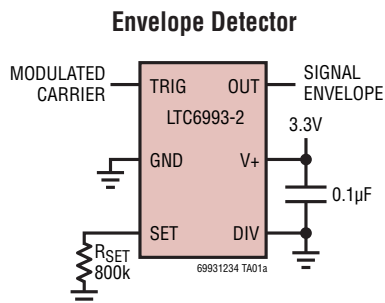 Envelope Detector
MODULATED
CARRIER
TRIG
OUT
SIGNAL
ENVELOPE
LTC6993-2
3.3V
GND
V+
0.1µF
SET
DIV
RSET
800k
69931234 TA01a